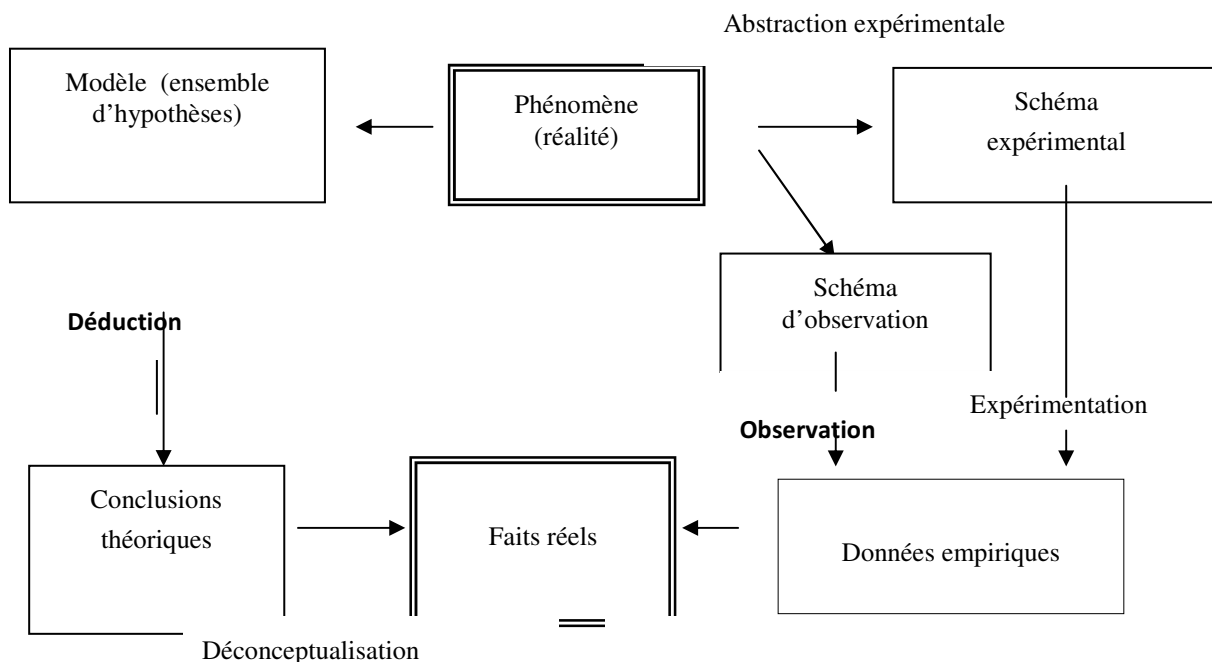 Abstraction expérimentale
Modèle (ensemble
d’hypothèses)
Phénomène
(réalité)
Schéma
expérimental
Schéma
d’observation
Déduction
Expérimentation
Observation
Conclusions
théoriques
Faits réels
Données empiriques
Déconceptualisation